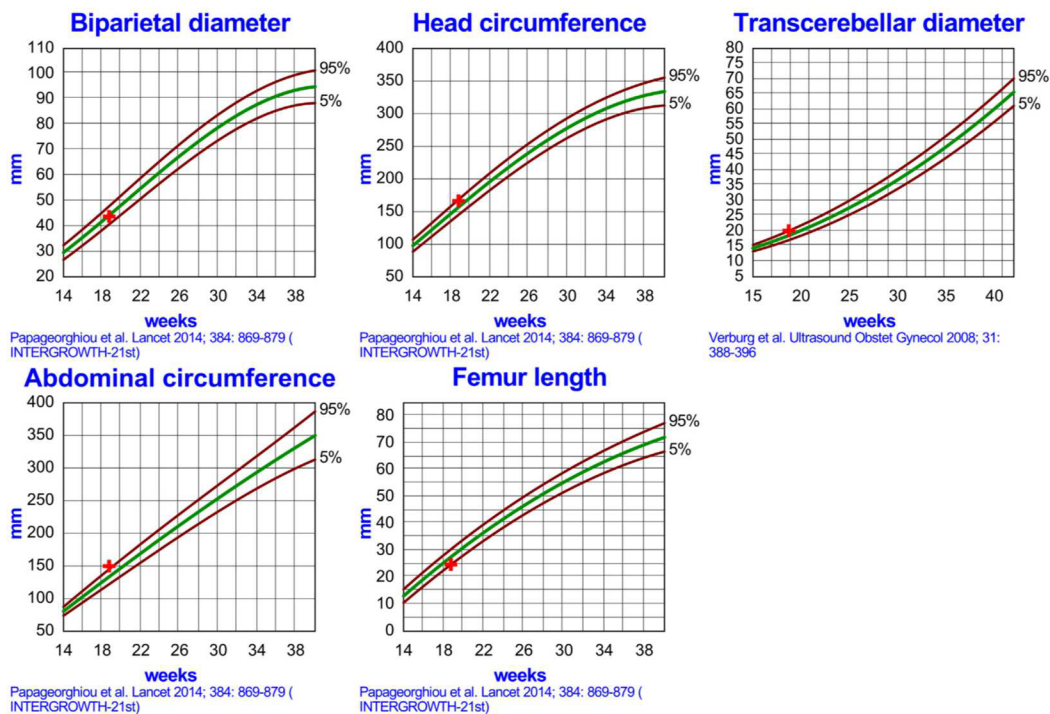 Biparietal diameter
110
100
90
80
70
60
50
40
30
20
mm
95%
5%
14 18 22 26 30 34 38
weeks
Papageorghiou et al. Lancet 2014; 384: 869-879 (
INTERGROWTH-21st)
Head circumference
400
350
300
250
200
150
100
50
mm
95%
5%
14 18 22 26 30 34 38
weeks
Papageorghiou et al. Lancet 2014; 384: 869-879 (
INTERGROWTH-21st)
Transcerebellar diameter
80
75
70
65
60
55
50
45
40
35
30
25
20
15
10
5
mm
95%
5%
15 20 25 30 35 40
weeks
Verburg et al. Ultrasound Obstet Gynecol 2008; 31:
388-396
Abdominal circumference
400
350
300
250
200
150
100
50
mm
95%
5%
14 18 22 26 30 34 38
weeks
Papageorghiou et al. Lancet 2014; 384: 869-879 (
INTERGROWTH-21st)
Femur length
80
70
60
50
40
30
20
10
0
mm
95%
5%
14 18 22 26 30 34 38
weeks
Papageorghiou et al. Lancet 2014; 384: 869-879 (
INTERGROWTH-21st)